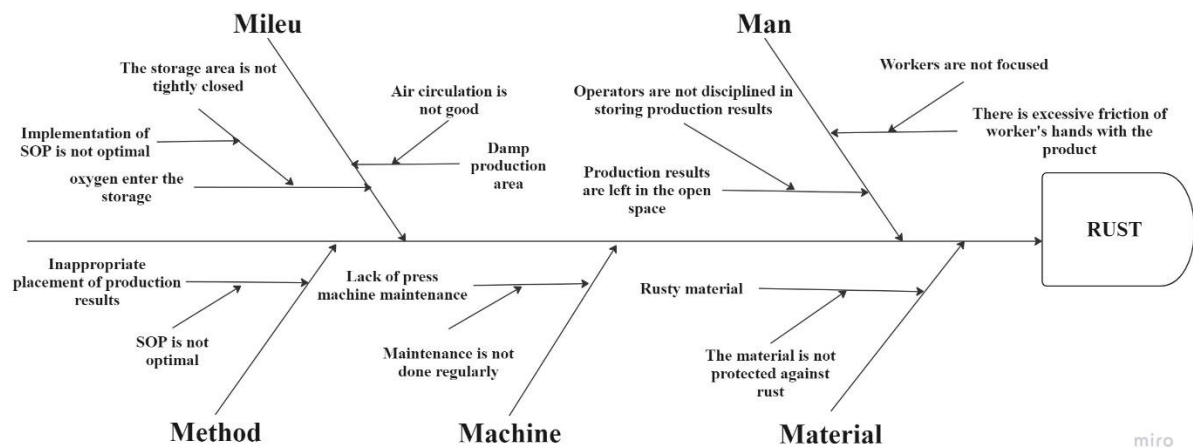 Mileu
Man
The storage area is not
tightly closed
Air circulation is
not good
Implementation of
SOP is not optimal
Damp
production
area
oxygen enter the
storage
Operators are not disciplined in
storing production results
Workers are not focused
There is excessive friction of
worker's hands with the
product
Production results
are left in the open
space
RUST
Inappropriate
placement of production
results
SOP is not
optimal
Lack of press
machine maintenance
Maintenance is not
done regularly
Rusty material
The material is not
protected against
rust
Method
Machine
Material
miro